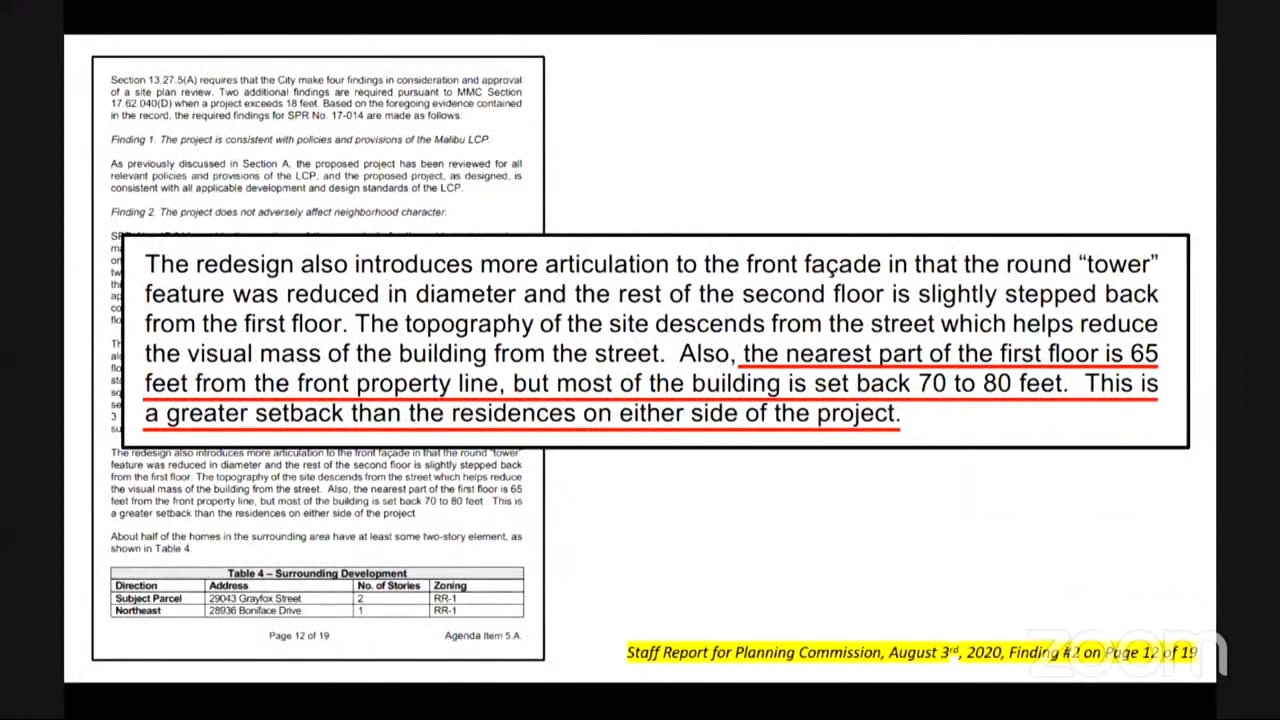 Section 13.27.5(A) requires that the City make four findings in consideration and approval
of a site plan review. Two additional findings are required pursuant to MMC Section
17.62.040(D) when a project exceeds 18 feet. Based on the foregoing evidence contained
in the record, the required findings for SPR No. 17-014 are made as follows:
Finding 1. The project is consistent with policies and provisions of the Malibu LCP.
As previously discussed in Section A, the proposed project has been reviewed for all
relevant policies and provisions of the LCP, and the proposed project, as designed, is
consistent with all applicable development and design standards of the LCP.
Finding 2. The project does not adversely affect neighborhood character.
The redesign also introduces more articulation to the front façade in that the round “tower”
feature was reduced in diameter and the rest of the second floor is slightly stepped back
from the first floor. The topography of the site descends from the street which helps reduce
the visual mass of the building from the street. Also, the nearest part of the first floor is 65
feet from the front property line, but most of the building is set back 70 to 80 feet. This is
a greater setback than the residences on either side of the project.
The redesign also introduces more articulation to the front façade in that the round “tower”
feature was reduced in diameter and the rest of the second floor is slightly stepped back
from the first floor. The topography of the site descends from the street which helps reduce
the visual mass of the building from the street. Also, the nearest part of the first floor is 65
feet from the front property line, but most of the building is set back 70 to 80 feet. This is
a greater setback than the residences on either side of the project
About half of the homes in the surrounding area have at least some two-story element, as
shown in Table 4.
Table 4 – Surrounding Development
Direction Address No. of Stories Zoning
Subject Parcel 29043 Grayfox Street 2 RR-1
Northeast 28936 Boniface Drive 1 RR-1
Page 12 of 19 Agenda Item 5.A.
Staff Report for Planning Commission, August 3rd, 2020, Finding #2 on Page 12 of 19
zoom